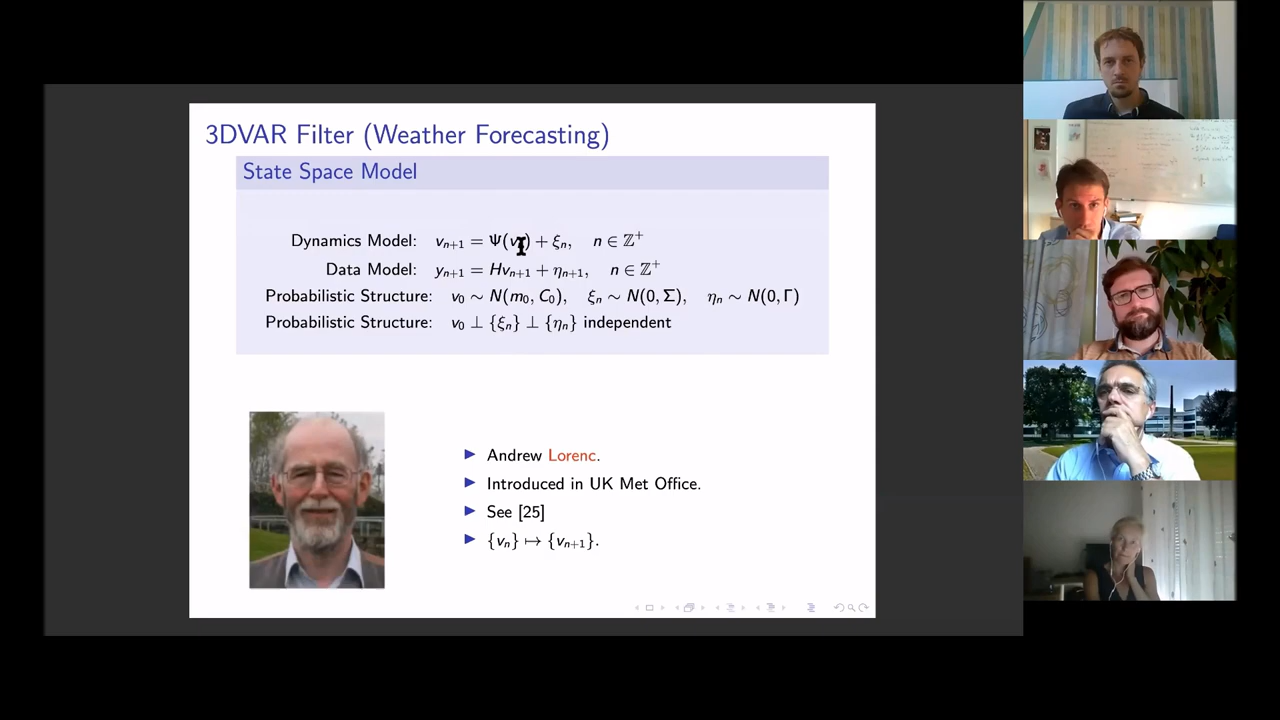 3DVAR Filter (Weather Forecasting)
State Space Model
Dynamics Model: vₙ₊₁ = Ψ(vₙ) + ξₙ, n ∈ ℤ⁺
Data Model: yₙ₊₁ = Hvₙ₊₁ + ηₙ₊₁, n ∈ ℤ⁺
Probabilistic Structure: v₀ ∼ N(m₀, C₀), ξₙ ∼ N(0, Σ), ηₙ ∼ N(0, Γ)
Probabilistic Structure: v₀ ⊥ {ξₙ} ⊥ {ηₙ} independent
Andrew Lorenc.
Introduced in UK Met Office.
See [25]
{vₙ} ↦ {vₙ₊₁}.